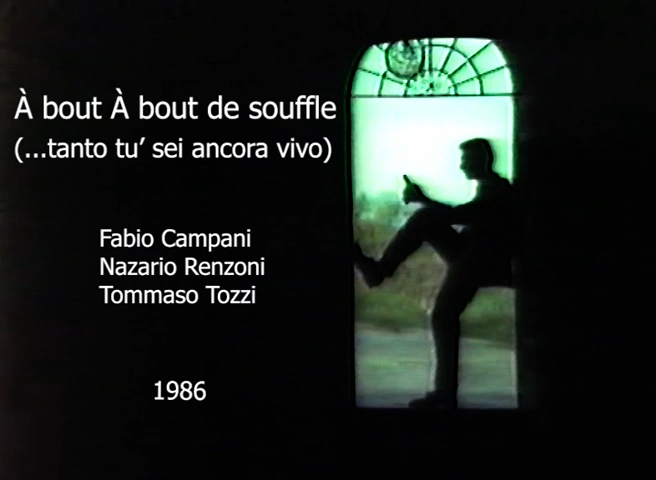 À bout À bout de souffle
(...tanto tu’ sei ancora vivo)
Fabio Campani
Nazario Renzoni
Tommaso Tozzi
1986